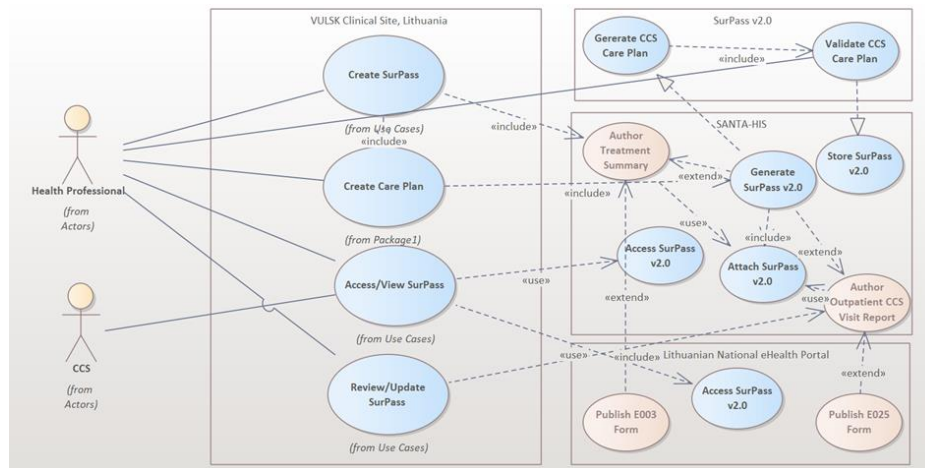 VULSK Clinical Site, Lithuania
SurPass v2.0
Gererate CCS
Care Plan
«include»
Validate CCS
Care Plan
Create SurPass
(from Use Cases)
«include»
«include»
SANTA-HIS
Author
Treatment
Summary
Store SurPass
v2.0
Generate
SurPass v2.0
«extend»
Health Professional
(from
Actors)
Create Care Plan
(from Package1)
«include»
«use»
Access SurPass
v2.0
«include»
«extend»
Access/View SurPass
(from Use Cases)
«use»
Attach SurPass
v2.0
«use»
Author
Outpatient CCS
Visit Report
«extend»
CCS
(from
Actors)
«use»
«include»
Lithuanian National eHealth Portal
«extend»
Review/Update
SurPass
(from Use Cases)
Access SurPass
v2.0
Publish E003
Form
Publish E025
Form